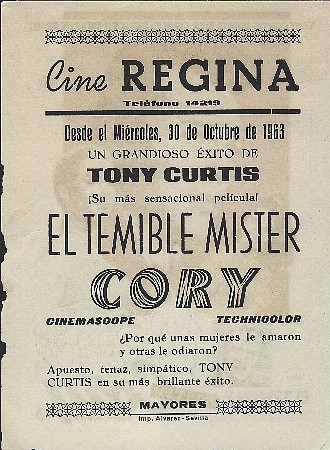 Cine REGINA
Teléfono 14219
Desde el Miércoles, 30 de Octubre de 1963
UN GRANDIOSO ÉXITO DE
TONY CURTIS
¡Su más sensacional película!
EL TEMIBLE MISTER
CORY
CINEMASCOPE TECHNICOLOR
¿Por qué unas mujeres le amaron
y otras le odiaron?
Apuesto, tenaz, simpático, TONY
CURTIS en su más brillante éxito.
MAYORES
Imp. Alvarez - Sevilla